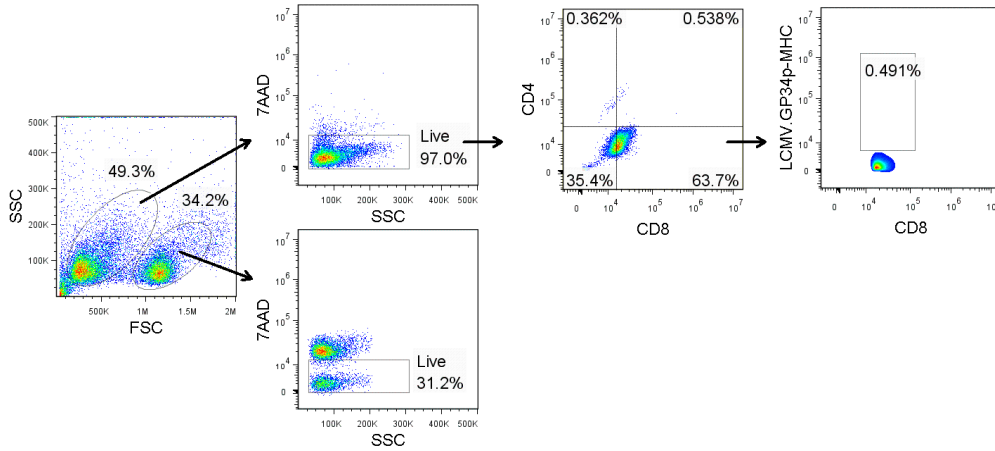 SSC
500K
400K
300K
200K
100K
49.3%
34.2%
500K
1M
1.5M
2M
FSC
7AAD
10^6
10^5
10^4
0
Live
97.0%
100K
200K
300K
400K
500K
SSC
7AAD
10^6
10^5
10^4
0
Live
31.2%
100K
200K
300K
400K
500K
SSC
CD4
10^7
10^6
10^5
10^4
0
0.362%
0.538%
35.4%
63.7%
0
10^4
10^5
10^6
10^7
CD8
LCMV.GP34p-MHC
10^7
10^6
10^5
10^4
0
0.491%
0
10^4
10^5
10^6
10^7
CD8